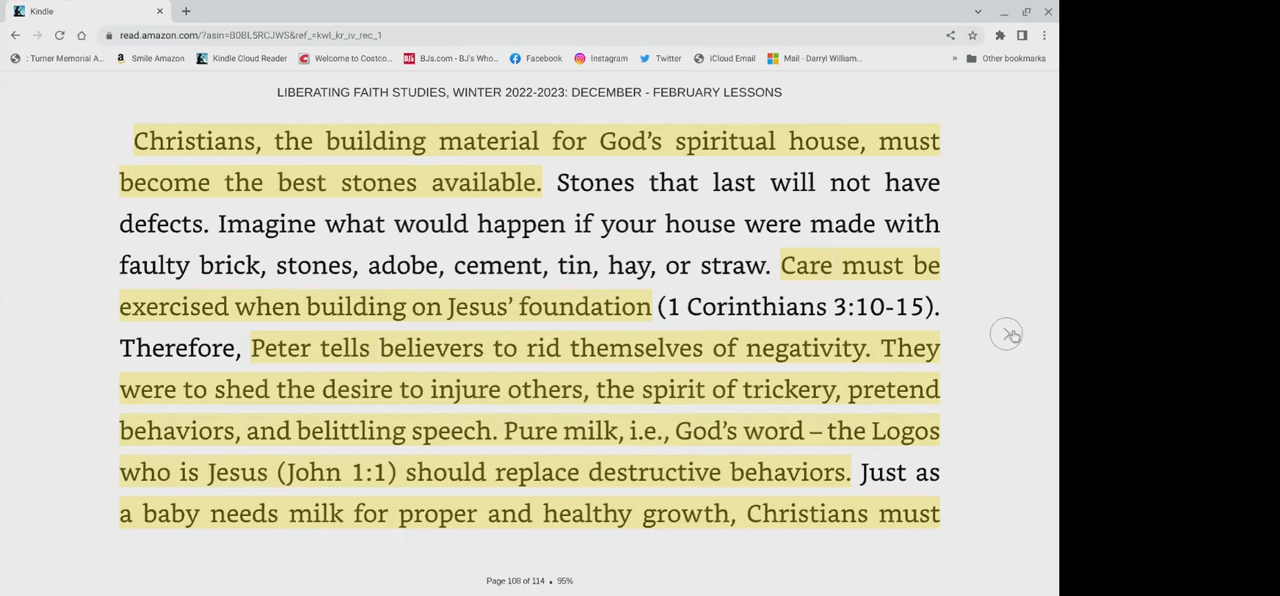 Kindle
read.amazon.com/?asin=B0BL5RCJWS&ref_=kwl_kr_iv_rec_1
: Turner Memorial A... Smile Amazon Kindle Cloud Reader Welcome to Costco... BJs.com - BJ's Who... Facebook Instagram Twitter iCloud Email Mail - Darryl William... » Other bookmarks
LIBERATING FAITH STUDIES, WINTER 2022-2023: DECEMBER - FEBRUARY LESSONS
Christians, the building material for God's spiritual house, must
become the best stones available. Stones that last will not have
defects. Imagine what would happen if your house were made with
faulty brick, stones, adobe, cement, tin, hay, or straw. Care must be
exercised when building on Jesus' foundation (1 Corinthians 3:10-15).
Therefore, Peter tells believers to rid themselves of negativity. They
were to shed the desire to injure others, the spirit of trickery, pretend
behaviors, and belittling speech. Pure milk, i.e., God's word – the Logos
who is Jesus (John 1:1) should replace destructive behaviors. Just as
a baby needs milk for proper and healthy growth, Christians must
Page 108 of 114 • 95%